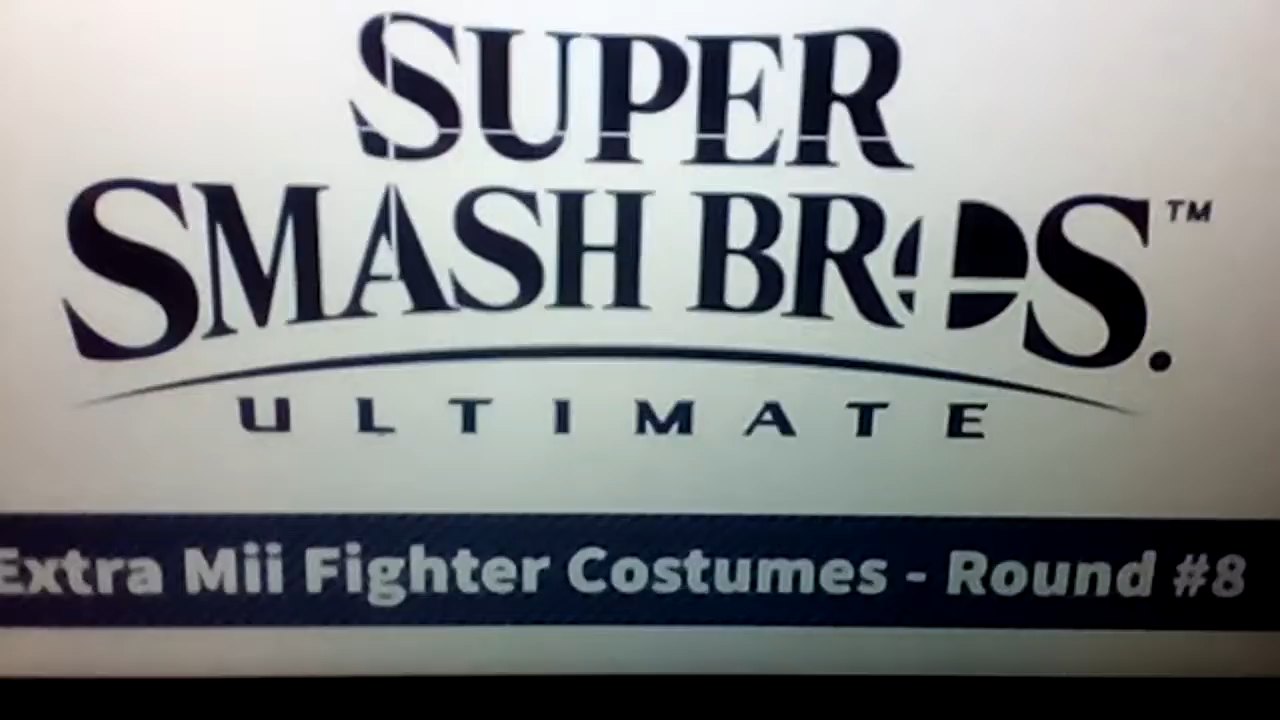 SUPER
SMASH BROS.™
ULTIMATE
Extra Mii Fighter Costumes - Round #8